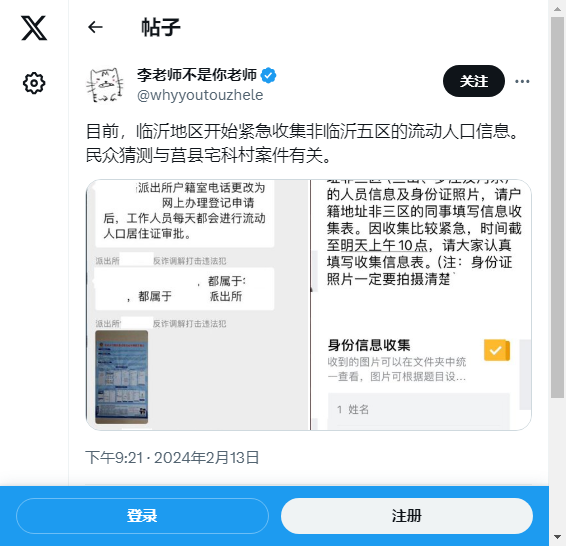 帖子
李老师不是你老师
@whyyoutouzhele
关注
目前，临沂地区开始紧急收集非临沂五区的流动人口信息。
民众猜测与莒县宅科村案件有关。
派出所户籍室电话更改为
网上办理登记申请
后，工作人员每天都会进行流动
人口居住证审批。
派出所 反诈调解打击违法犯
，都属于：
，都属于 派出所
派出所 反诈调解打击违法犯
的人员信息及身份证照片，请户
籍地址非三区的同事填写信息收
集表。因收集比较紧急，时间截
至明天上午10点，请大家认真
填写收集信息表。（注：身份证
照片一定要拍摄清楚
身份信息收集
收到的图片可以在文件夹中统
一查看，图片可根据题目设...
1 姓名
下午9:21 · 2024年2月13日
登录
注册